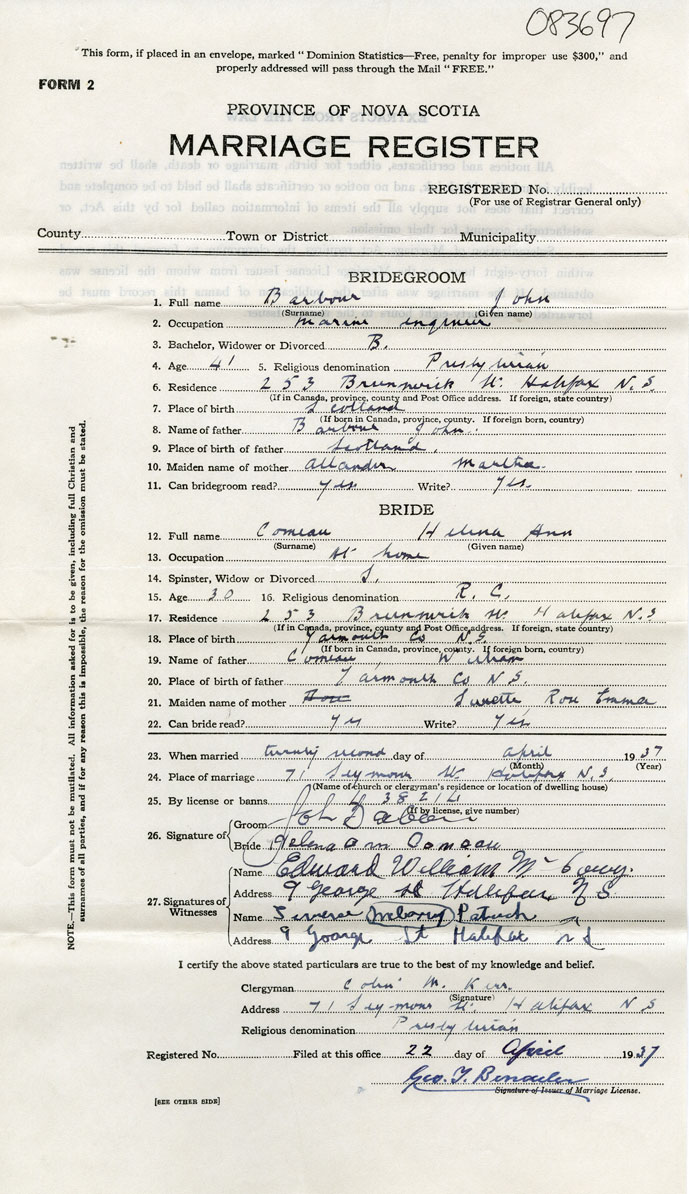 083697
This form, if placed in an envelope, marked "Dominion Statistics—Free, penalty for improper use $300," and
properly addressed will pass through the Mail "FREE."
FORM 2
PROVINCE OF NOVA SCOTIA
MARRIAGE REGISTER
REGISTERED No.
(For use of Registrar General only)
County Town or District Municipality
BRIDEGROOM
1. Full name Barbour John
(Surname) (Given name)
2. Occupation marine engineer
3. Bachelor, Widower or Divorced B.
4. Age 41 5. Religious denomination Presbyterian
6. Residence 253 Brunswick St. Halifax N.S
(If in Canada, province, county and Post Office address. If foreign, state country)
7. Place of birth Scotland
(If born in Canada, province, county. If foreign born, country)
8. Name of father Barbour John.
9. Place of birth of father Scotland.
10. Maiden name of mother Allander Martha.
11. Can bridegroom read? Yes. Write? Yes.
BRIDE
12. Full name Comeau Helena Ann
(Surname) (Given name)
13. Occupation At home
14. Spinster, Widow or Divorced S.
15. Age 30 16. Religious denomination R. C.
17. Residence 253 Brunswick St Halifax N.S
(If in Canada, province, county and Post Office address. If foreign, state country)
18. Place of birth Yarmouth Co N.S.
(If born in Canada, province, county. If foreign born, country)
19. Name of father Comeau William
20. Place of birth of father Yarmouth Co N.S.
21. Maiden name of mother Surette Rose Emma
22. Can bride read? Yes Write? Yes
23. When married twenty second day of April 1937
(Month) (Year)
24. Place of marriage 71 Seymour St. Halifax N.S.
(Name of church or clergyman's residence or location of dwelling house)
25. By license or banns
(If by license, give number)
26. Signature of Groom John
Bride Helena Ann Comeau
27. Signatures of Witnesses
Name Edward William
Address 9 George St Halifax N S
Name
Address 9 George St Halifax N S
I certify the above stated particulars are true to the best of my knowledge and belief.
Clergyman Colin M. Kerr.
(Signature)
Address 71 Seymour St. Halifax N S
Religious denomination Presbyterian
Registered No. Filed at this office 22 day of April 1937
Geo. T.
Signature of Issuer of Marriage License.
[SEE OTHER SIDE]
NOTE.—This form must not be mutilated. All information asked for is to be given, including full Christian and
surnames of all parties, and if for any reason this is impossible, the reason for the omission must be stated.